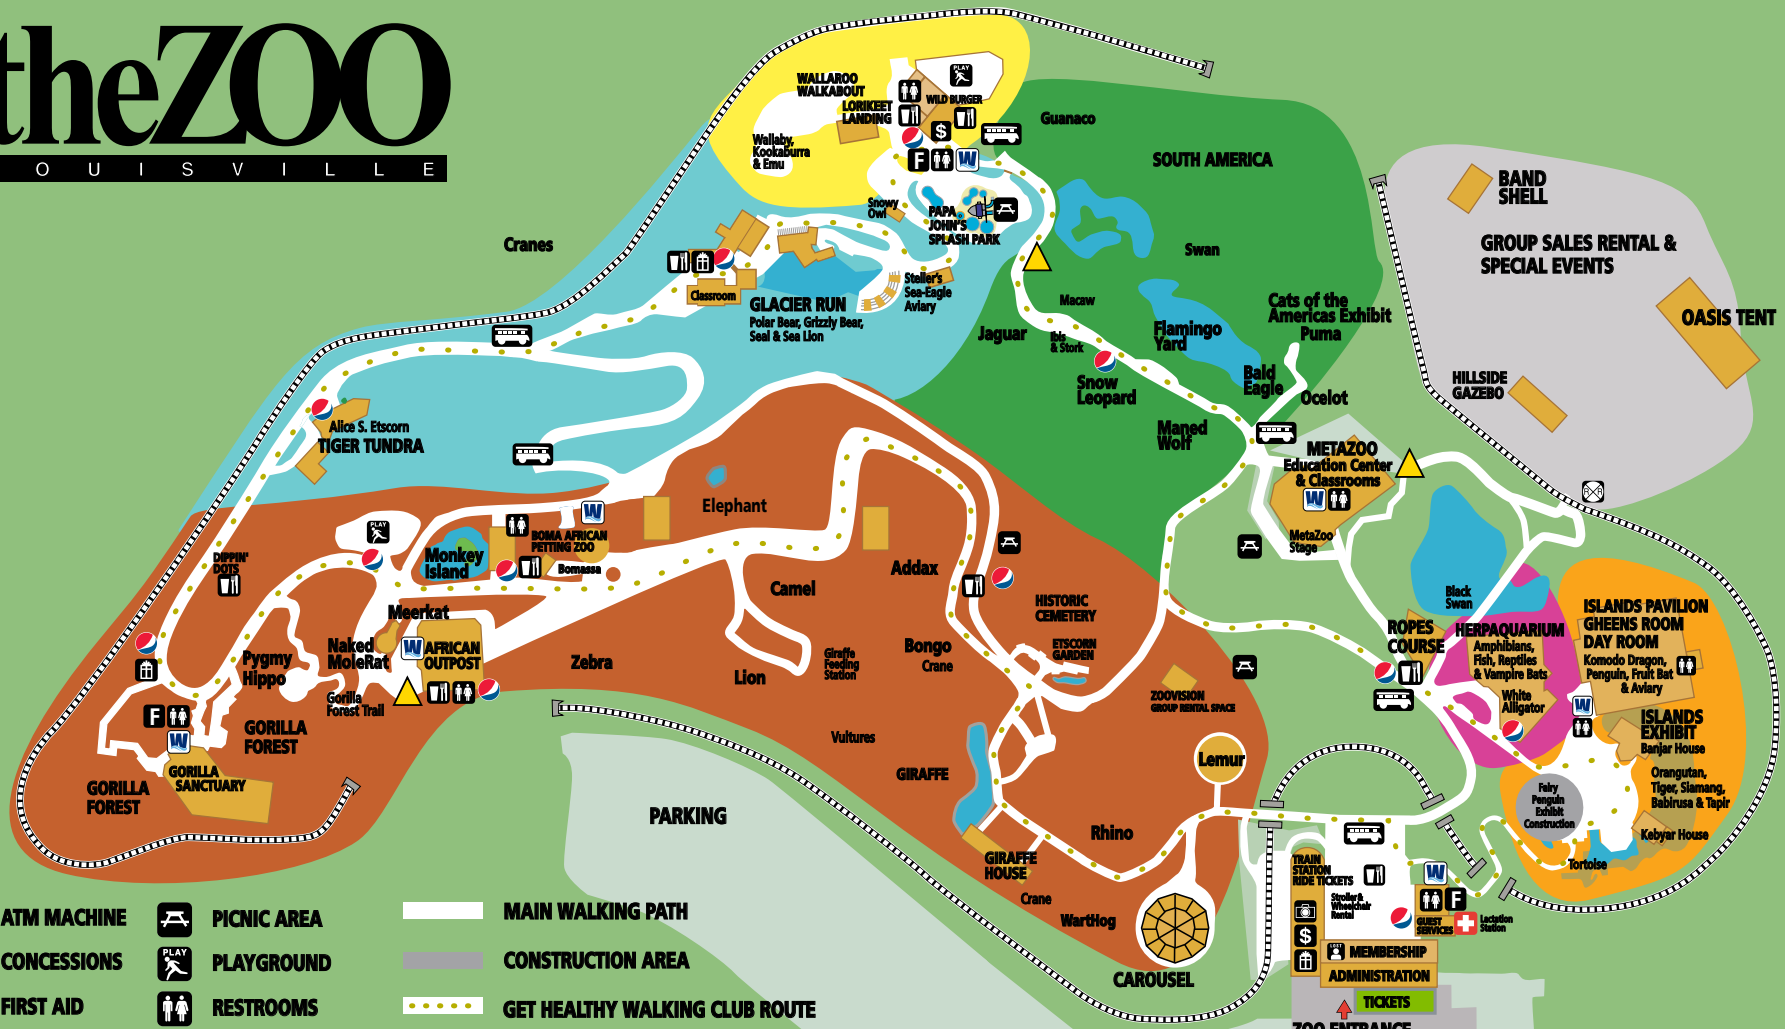 theZOO
OUISVILLE
WALLAROO
WALKABOUT
LORIKEET
LANDING
Wallaby,
Kookaburra
& Emu
PLAY
WILD BURGER
$
F
W
Guanaco
SOUTH AMERICA
Snowy
Owl
PAPA
JOHN'S
SPLASH PARK
Swan
Cranes
Classroom
GLACIER RUN
Polar Bear, Grizzly Bear,
Seal & Sea Lion
Steller's
Sea-Eagle
Aviary
Macaw
Jaguar
Ibis
& Stork
Flamingo
Yard
Cats of the
Americas Exhibit
Puma
Snow
Leopard
Bald
Eagle
Ocelot
Maned
Wolf
BAND
SHELL
GROUP SALES RENTAL &
SPECIAL EVENTS
OASIS TENT
HILLSIDE
GAZEBO
Alice S. Etscorn
TIGER TUNDRA
METAZOO
Education Center
& Classrooms
W
MetaZoo
Stage
Elephant
PLAY
W
BOMA AFRICAN
PETTING ZOO
Bomassa
Monkey
Island
DIPPIN'
DOTS
Meerkat
Naked
MoleRat
W
AFRICAN
OUTPOST
Pygmy
Hippo
Gorilla
Forest Trail
GORILLA
FOREST
F
W
GORILLA
SANCTUARY
GORILLA
FOREST
Zebra
Camel
Addax
Lion
Giraffe
Feeding
Station
Bongo
Crane
Vultures
GIRAFFE
HISTORIC
CEMETERY
ETSCORN
GARDEN
ZOOVISION
GROUP RENTAL SPACE
Lemur
Rhino
GIRAFFE
HOUSE
Crane
WartHog
CAROUSEL
PARKING
Black
Swan
ROPES
COURSE
HERPAQUARIUM
Amphibians,
Fish, Reptiles
& Vampire Bats
White
Alligator
ISLANDS PAVILION
GHEENS ROOM
DAY ROOM
Komodo Dragon,
Penguin, Fruit Bat
& Aviary
W
ISLANDS
EXHIBIT
Banjar House
Orangutan,
Tiger, Siamang,
Babirusa & Tapir
Fairy
Penguin
Exhibit
Construction
Kebyar House
Tortoise
TRAIN
STATION
RIDE TICKETS
Stroller &
Wheelchair
Rental
W
F
GUEST
SERVICES
Lactation
Station
$
LOST
MEMBERSHIP
ADMINISTRATION
TICKETS
ZOO ENTRANCE
ATM MACHINE
CONCESSIONS
FIRST AID
PICNIC AREA
PLAY
PLAYGROUND
RESTROOMS
MAIN WALKING PATH
CONSTRUCTION AREA
GET HEALTHY WALKING CLUB ROUTE